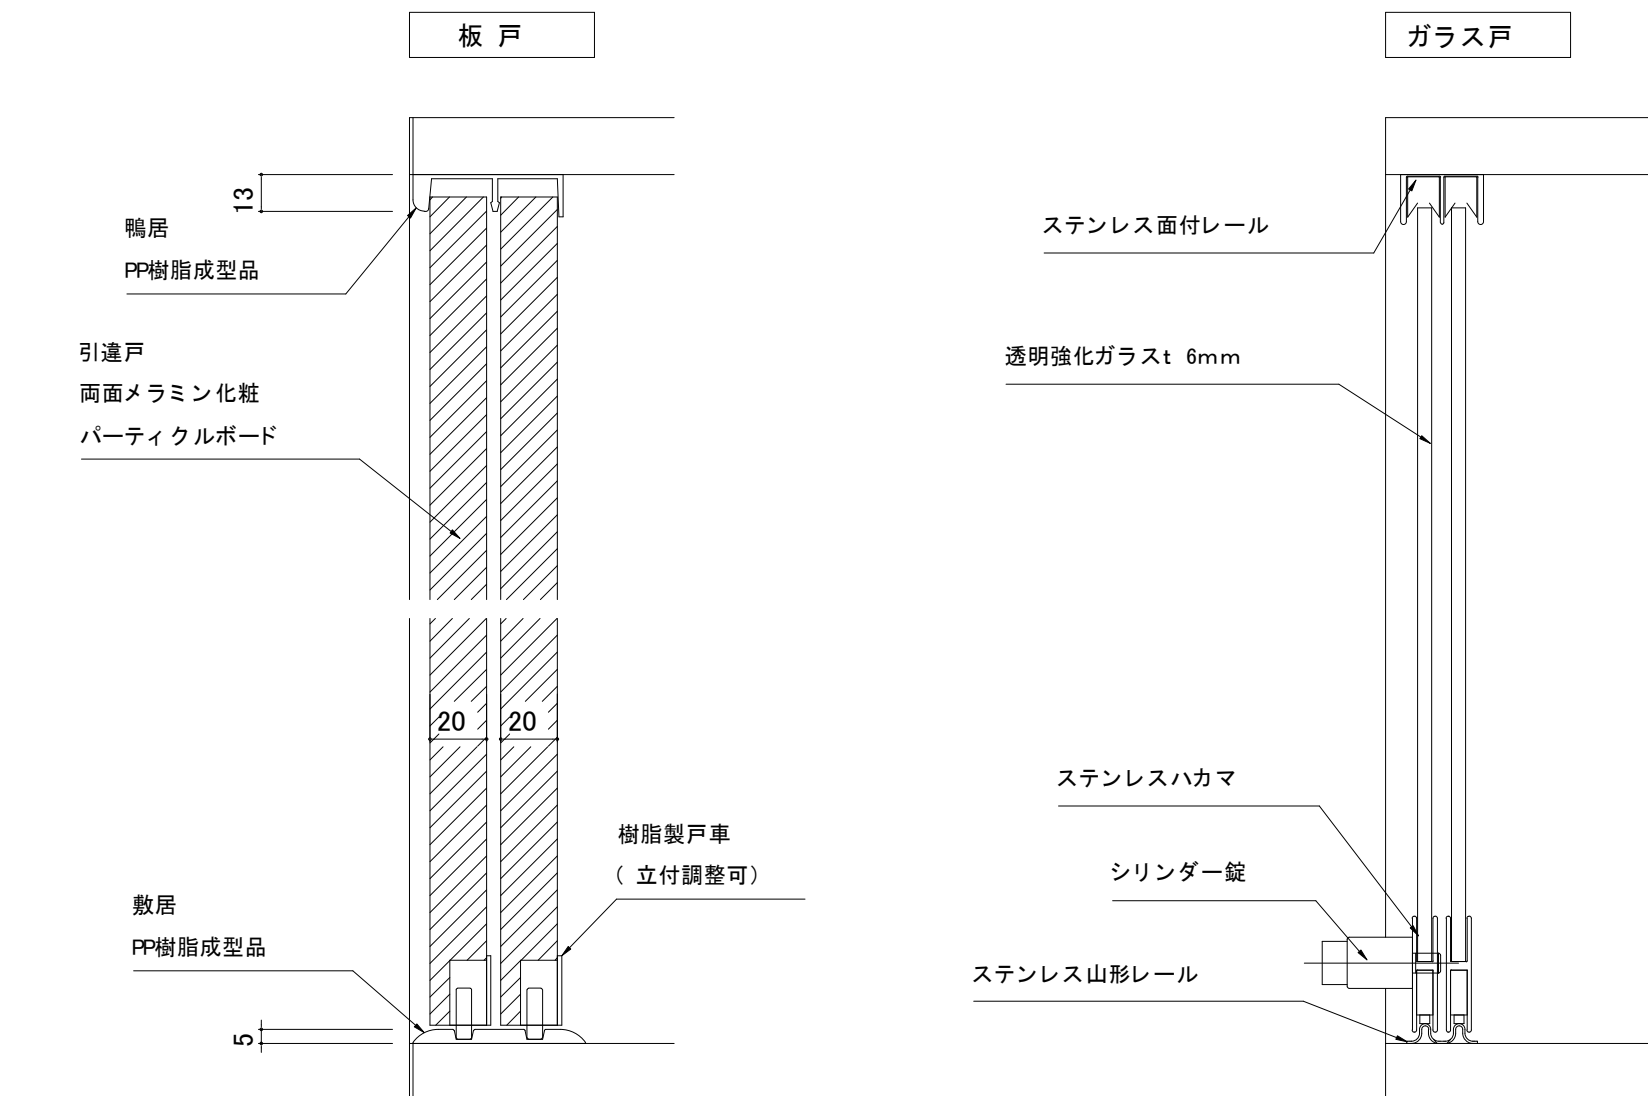 板 戸
13
鴨居
PP樹脂成型品
引違戸
両面メラミン化粧
パーティクルボード
20 20
樹脂製戸車
( 立付調整可)
敷居
PP樹脂成型品
5
ガラス戸
ステンレス面付レール
透明強化ガラスt 6mm
ステンレスハカマ
シリンダー錠
ステンレス山形レール